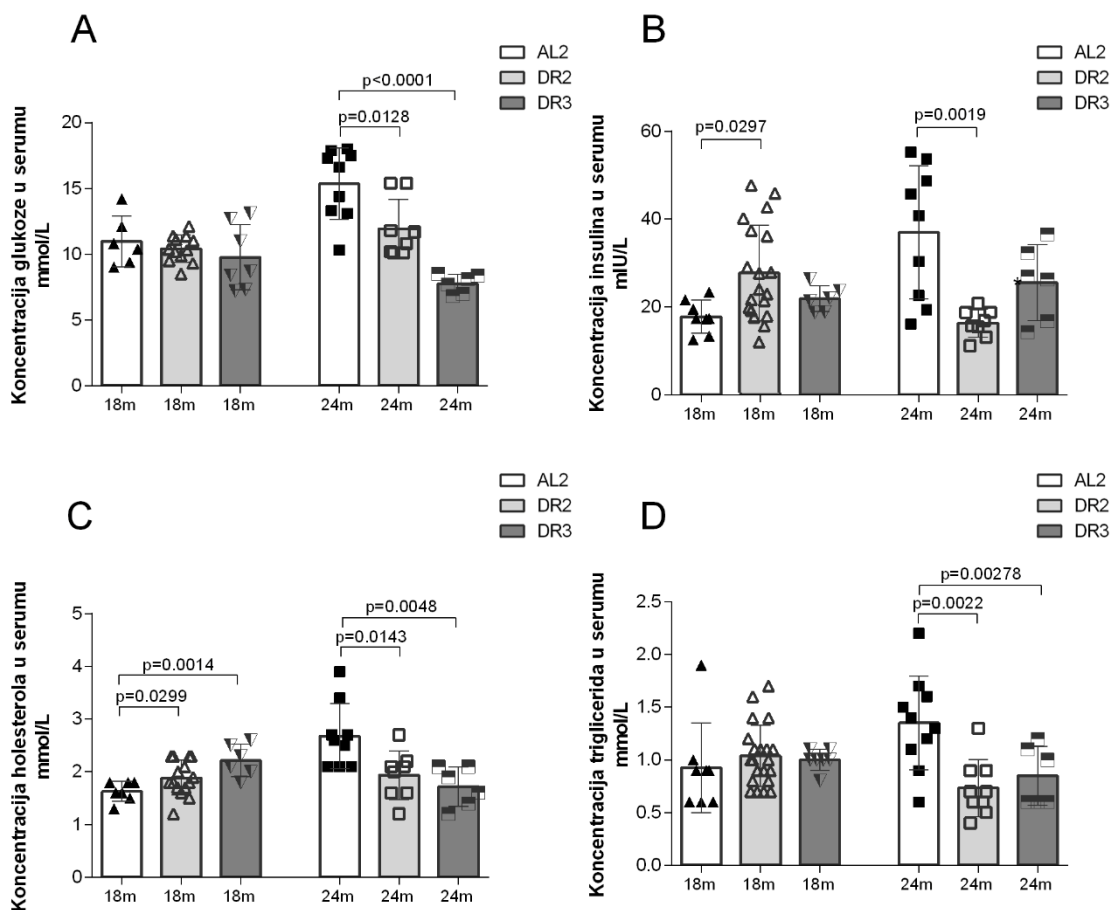 A
AL2
DR2
DR3
p<0.0001
p=0.0128
Koncentracija glukoze u serumu
mmol/L
20
15
10
5
0
18m 18m 18m 24m 24m 24m
B
AL2
DR2
DR3
p=0.0297
p=0.0019
Koncentracija insulina u serumu
mIU/L
60
40
20
0
*
18m 18m 18m 24m 24m 24m
C
AL2
DR2
DR3
p=0.0048
p=0.0143
p=0.0014
p=0.0299
Koncentracija holesterola u serumu
mmol/L
5
4
3
2
1
0
18m 18m 18m 24m 24m 24m
D
AL2
DR2
DR3
p=0.00278
p=0.0022
Koncentracija triglicerida u serumu
mmol/L
2.5
2.0
1.5
1.0
0.5
0.0
18m 18m 18m 24m 24m 24m